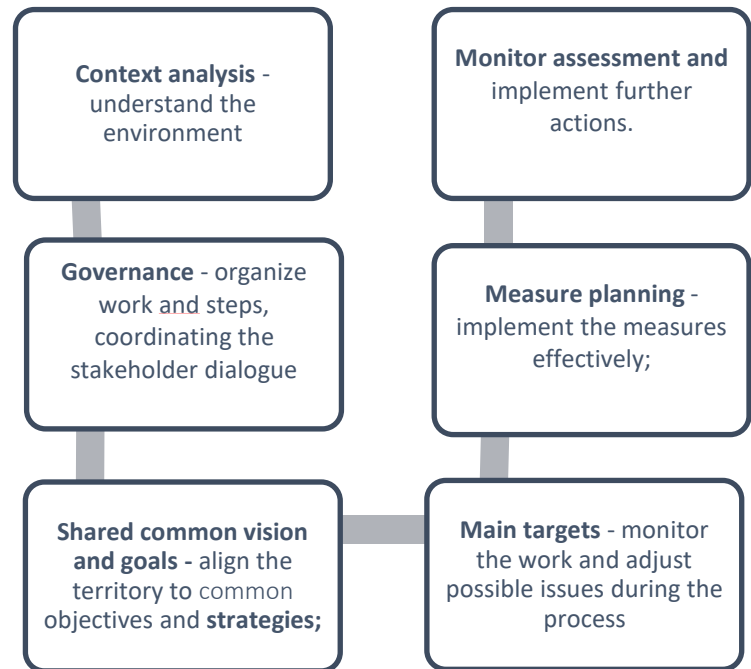 Context analysis -
understand the
environment
Governance - organize
work and steps,
coordinating the
stakeholder dialogue
Shared common vision
and goals - align the
territory to common
objectives and strategies;
Main targets - monitor
the work and adjust
possible issues during the
process
Measure planning -
implement the measures
effectively;
Monitor assessment and
implement further
actions.